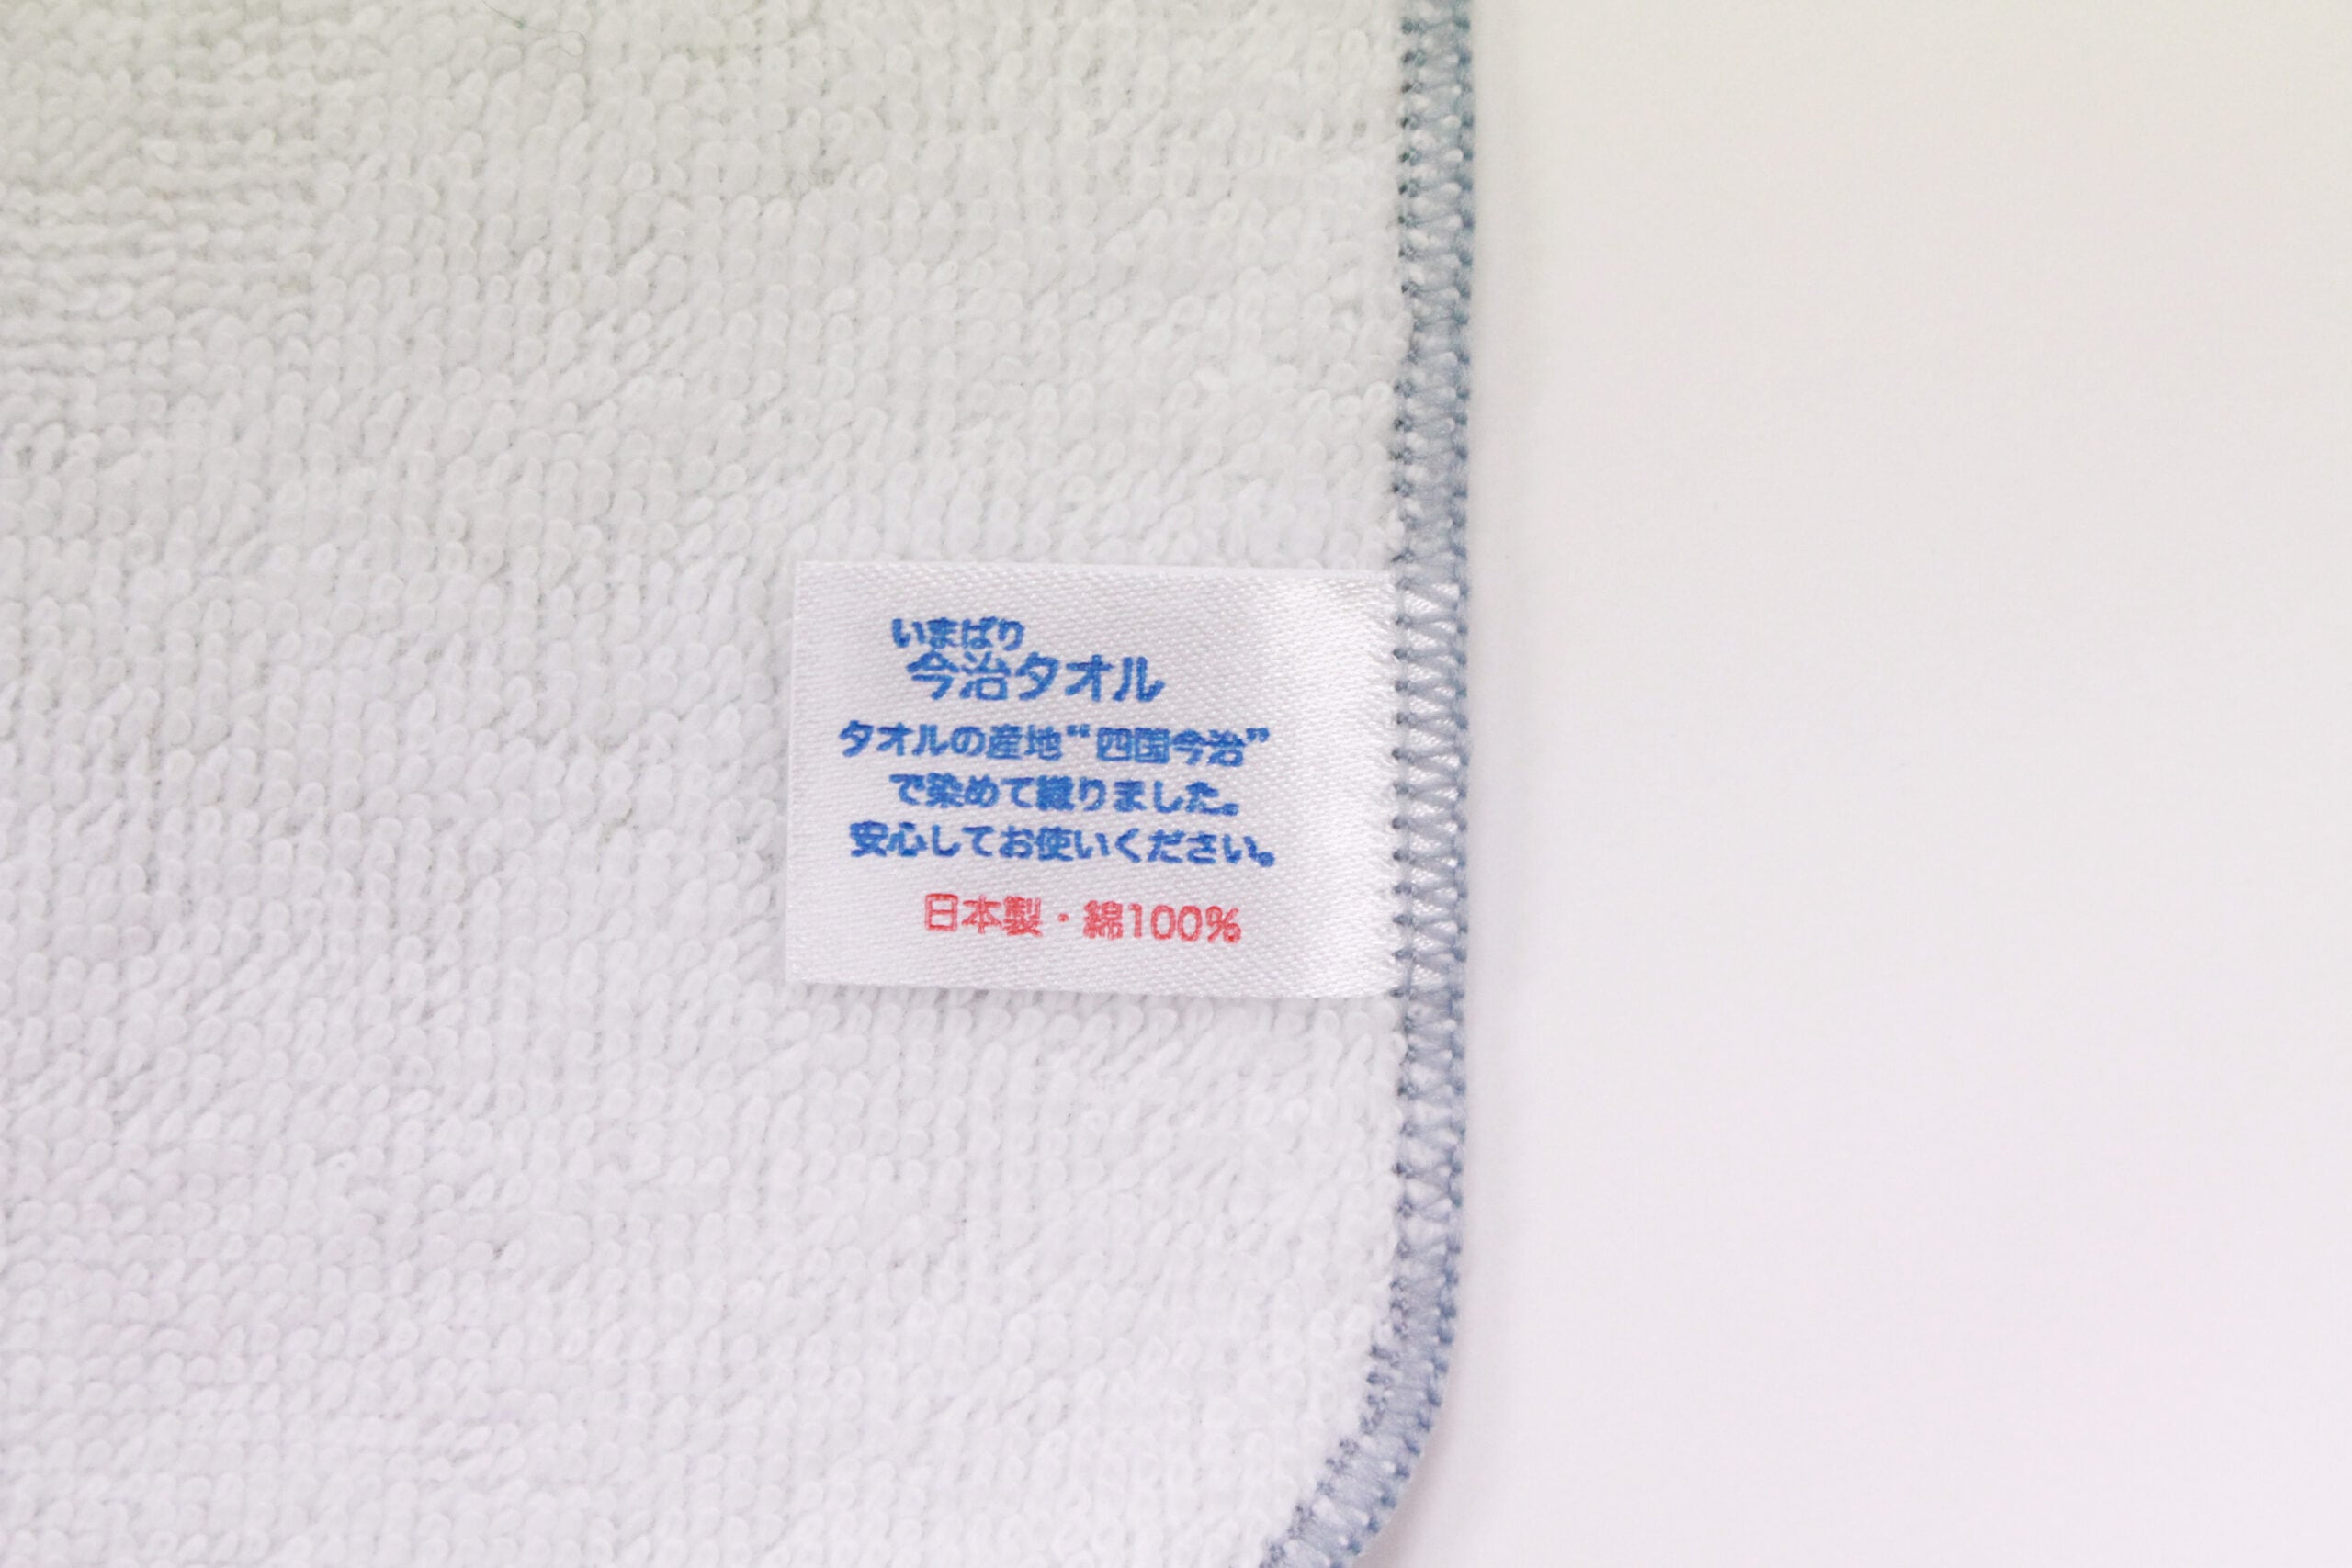 いまばり
今治タオル
タオルの産地“四国今治”
で染めて織りました。
安心してお使いください。
日本製・綿100%